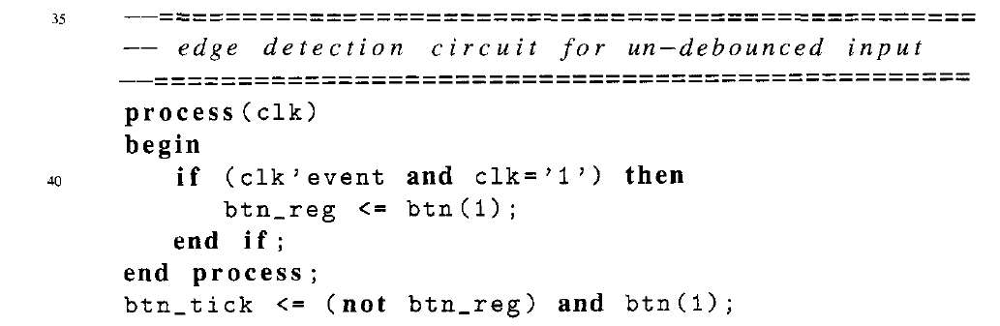 35 --=================================================
-- edge detection circuit for un-debounced input
--=================================================
process(clk)
begin
40 if (clk'event and clk='1') then
btn_reg <= btn(1);
end if;
end process;
btn_tick <= (not btn_reg) and btn(1);